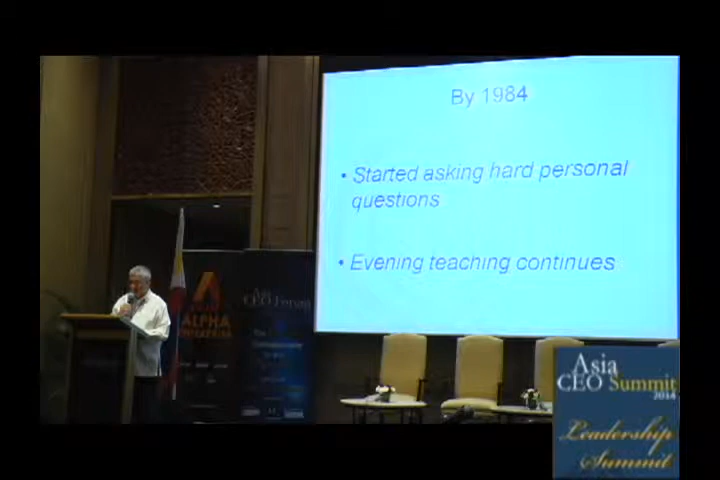 By 1984
• Started asking hard personal
questions
• Evening teaching continues
ALPHA
Asia
CEO Forum
Asia
CEO Summit
2014
Leadership
Summit